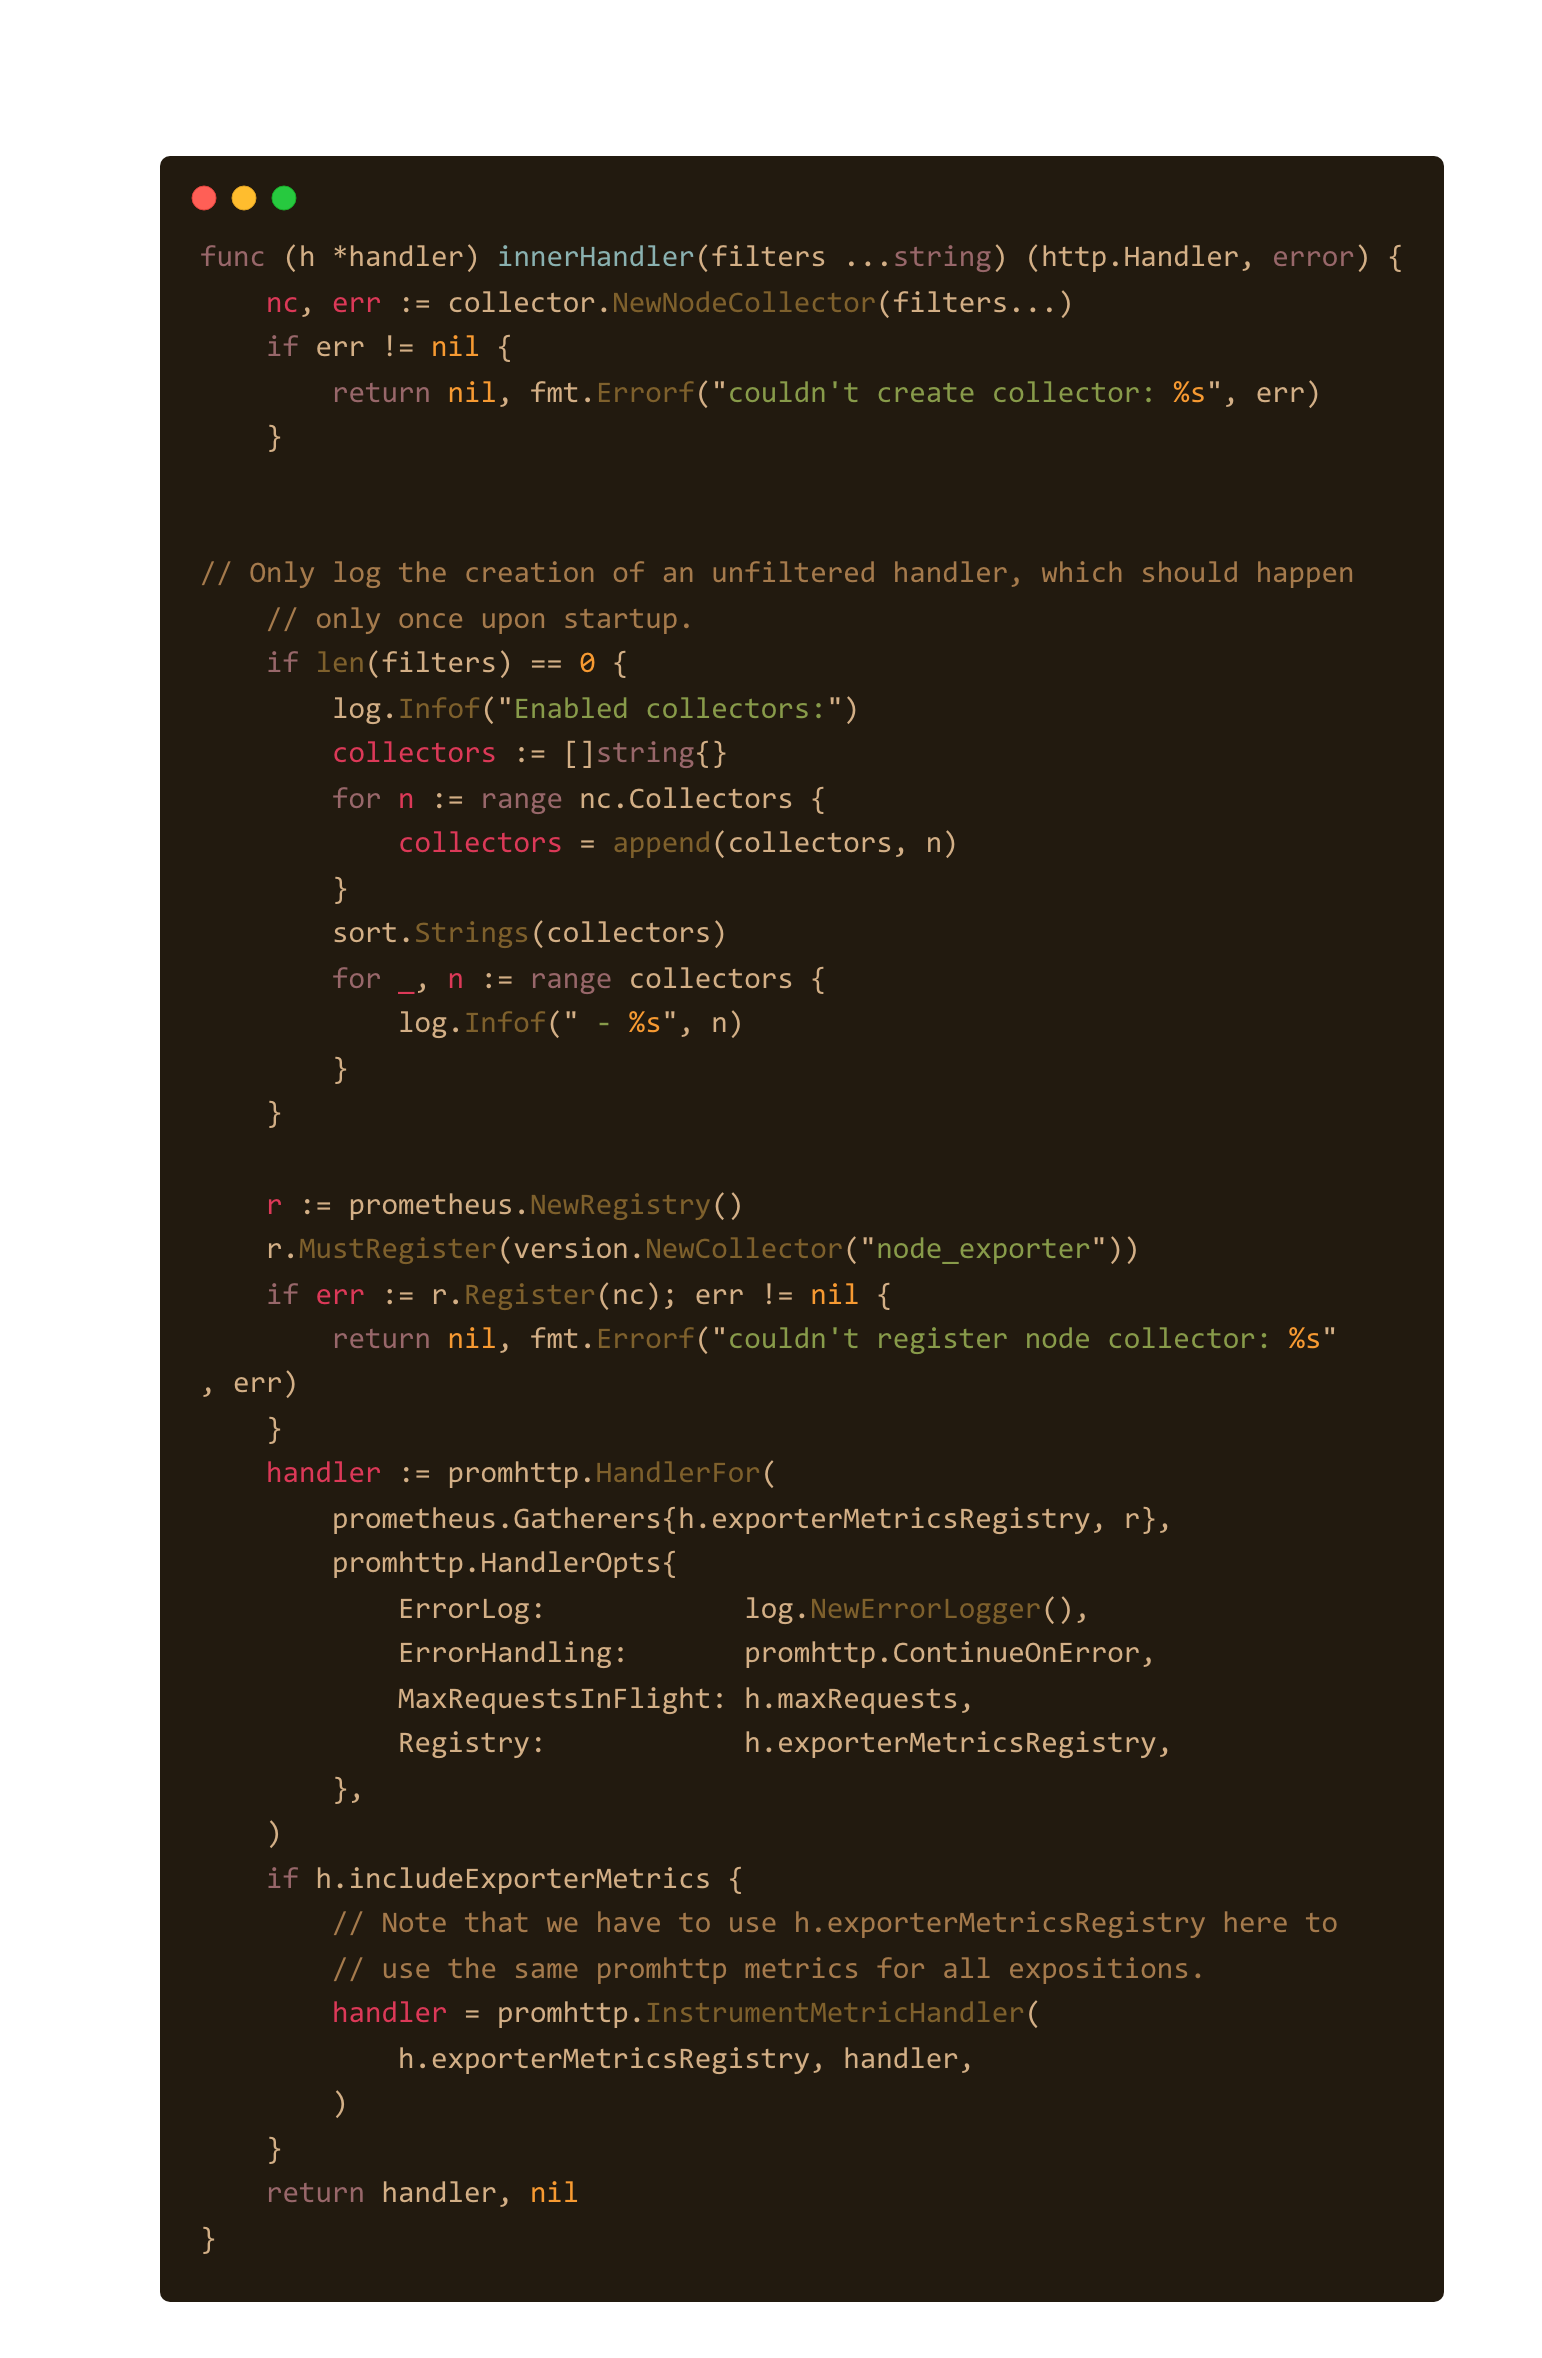 func (h *handler) innerHandler(filters ...string) (http.Handler, error) {
    nc, err := collector.NewNodeCollector(filters...)
    if err != nil {
        return nil, fmt.Errorf("couldn't create collector: %s", err)
    }


// Only log the creation of an unfiltered handler, which should happen
    // only once upon startup.
    if len(filters) == 0 {
        log.Infof("Enabled collectors:")
        collectors := []string{}
        for n := range nc.Collectors {
            collectors = append(collectors, n)
        }
        sort.Strings(collectors)
        for _, n := range collectors {
            log.Infof(" - %s", n)
        }
    }

    r := prometheus.NewRegistry()
    r.MustRegister(version.NewCollector("node_exporter"))
    if err := r.Register(nc); err != nil {
        return nil, fmt.Errorf("couldn't register node collector: %s"
, err)
    }
    handler := promhttp.HandlerFor(
        prometheus.Gatherers{h.exporterMetricsRegistry, r},
        promhttp.HandlerOpts{
            ErrorLog:            log.NewErrorLogger(),
            ErrorHandling:       promhttp.ContinueOnError,
            MaxRequestsInFlight: h.maxRequests,
            Registry:            h.exporterMetricsRegistry,
        },
    )
    if h.includeExporterMetrics {
        // Note that we have to use h.exporterMetricsRegistry here to
        // use the same promhttp metrics for all expositions.
        handler = promhttp.InstrumentMetricHandler(
            h.exporterMetricsRegistry, handler,
        )
    }
    return handler, nil
}